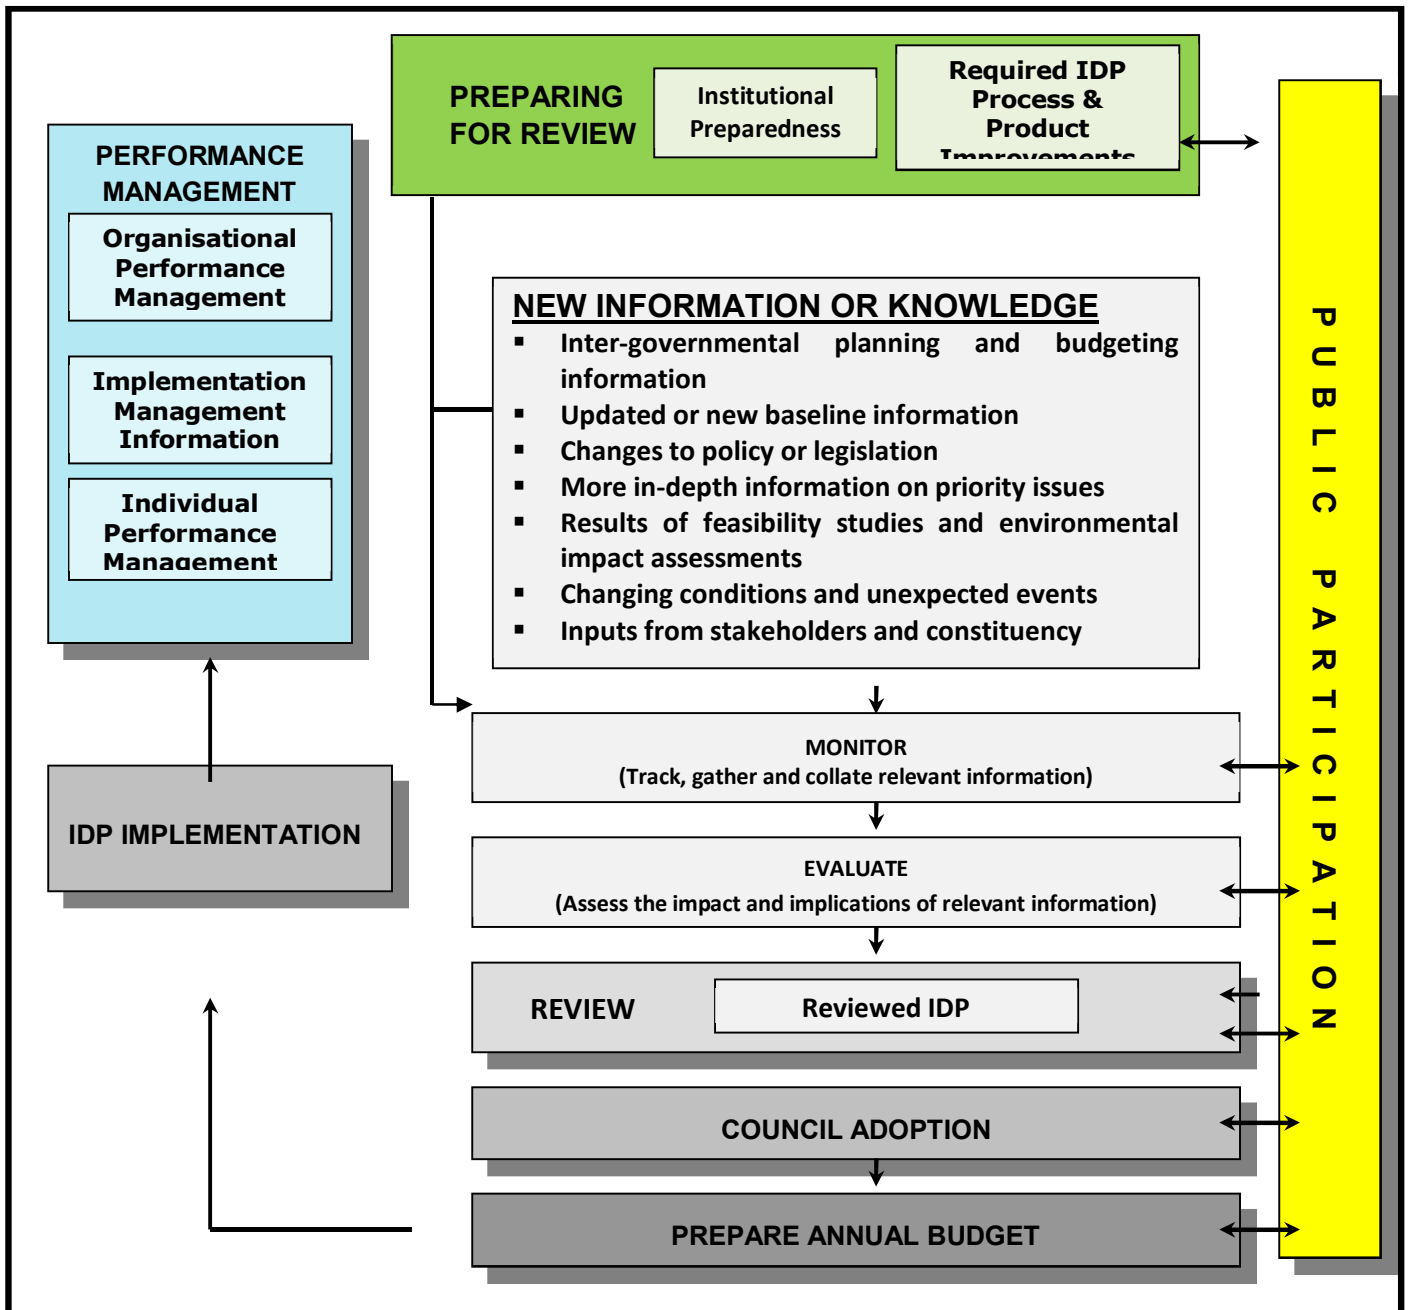 PREPARING
FOR REVIEW
Institutional
Preparedness
Required IDP
Process &
Product
Improvements
PERFORMANCE
MANAGEMENT
Organisational
Performance
Management
Implementation
Management
Information
Individual
Performance
Management
NEW INFORMATION OR KNOWLEDGE
▪ Inter-governmental planning and budgeting
information
▪ Updated or new baseline information
▪ Changes to policy or legislation
▪ More in-depth information on priority issues
▪ Results of feasibility studies and environmental
impact assessments
▪ Changing conditions and unexpected events
▪ Inputs from stakeholders and constituency
MONITOR
(Track, gather and collate relevant information)
IDP IMPLEMENTATION
EVALUATE
(Assess the impact and implications of relevant information)
REVIEW
Reviewed IDP
COUNCIL ADOPTION
PREPARE ANNUAL BUDGET
PUBLIC PARTICIPATION